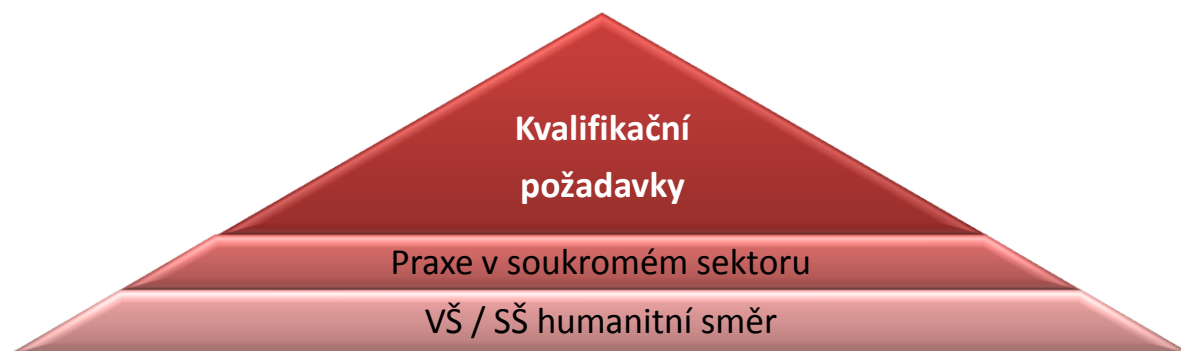 Kvalifikační
požadavky
Praxe v soukromém sektoru
VŠ / SŠ humanitní směr